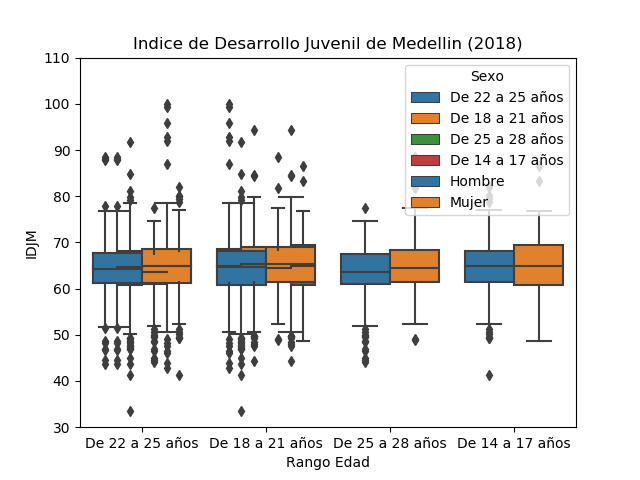 Indice de Desarrollo Juvenil de Medellin (2018)
110
100
90
80
70
60
50
40
30
IDJM
Sexo
De 22 a 25 años
De 18 a 21 años
De 25 a 28 años
De 14 a 17 años
Hombre
Mujer
De 22 a 25 años De 18 a 21 años De 25 a 28 años De 14 a 17 años
Rango Edad